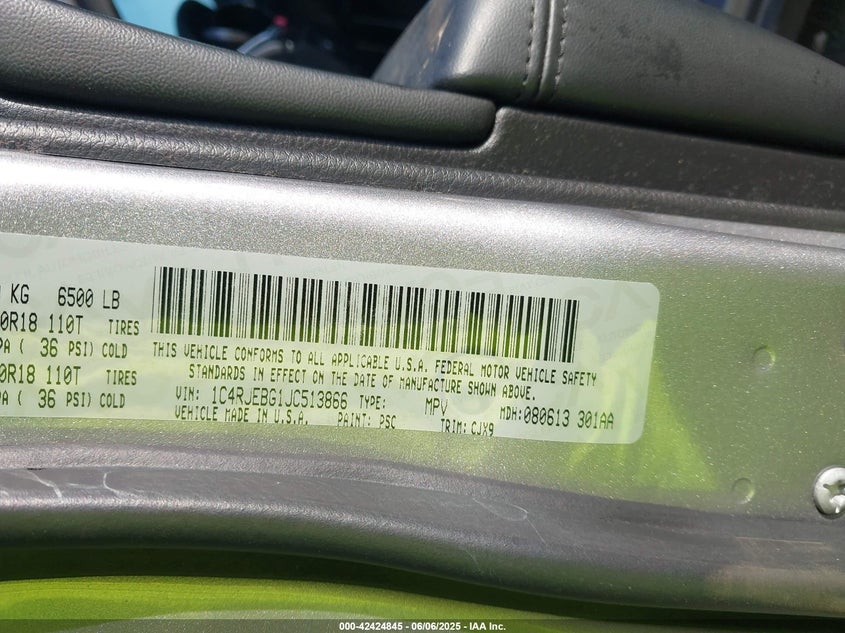 KG 6500 LB
0R18 110T TIRES
PA ( 36 PSI) COLD
0R18 110T TIRES
A ( 36 PSI) COLD
THIS VEHICLE CONFORMS TO ALL APPLICABLE U.S.A. FEDERAL MOTOR VEHICLE SAFETY
STANDARDS IN EFFECT ON THE DATE OF MANUFACTURE SHOWN ABOVE.
VIN: 1C4RJEBG1JC513866 TYPE: MPV MDH:080613 301AA
VEHICLE MADE IN U.S.A. PAINT: PSC TRIM: CJX9
000-42424845 - 06/06/2025 - IAA Inc.